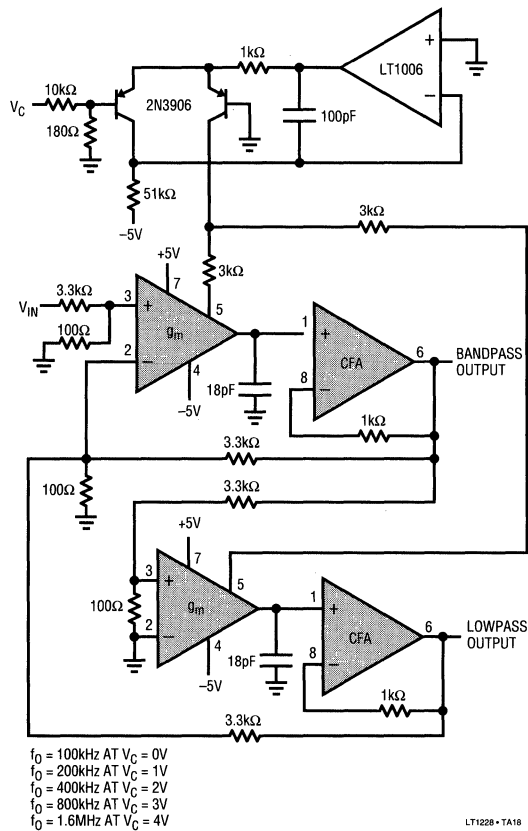 1kΩ
LT1006
+
−
10kΩ
V_C
2N3906
100pF
180Ω
51kΩ
−5V
3kΩ
+5V
3kΩ
3.3kΩ
7
V_IN
3
+
5
100Ω
g_m
1
+
2
−
CFA
6
BANDPASS
OUTPUT
4
18pF
8
−
−5V
1kΩ
3.3kΩ
100Ω
3.3kΩ
+5V
7
3
+
5
100Ω
g_m
1
+
6
LOWPASS
OUTPUT
2
−
CFA
4
18pF
8
−
−5V
1kΩ
3.3kΩ
f_O = 100kHz AT V_C = 0V
f_O = 200kHz AT V_C = 1V
f_O = 400kHz AT V_C = 2V
f_O = 800kHz AT V_C = 3V
f_O = 1.6MHz AT V_C = 4V
LT1228 • TA18